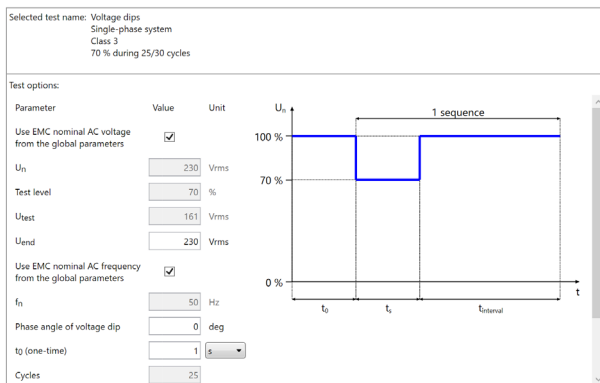 Selected test name: Voltage dips
Single-phase system
Class 3
70 % during 25/30 cycles
Test options:
Parameter Value Unit
Use EMC nominal AC voltage
from the global parameters
Un 230 Vrms
Test level 70 %
Utest 161 Vrms
Uend 230 Vrms
Use EMC nominal AC frequency
from the global parameters
fn 50 Hz
Phase angle of voltage dip 0 deg
t0 (one-time) 1 s
Cycles 25
Un
1 sequence
100 %
70 %
0 %
t
t0 ts tinterval